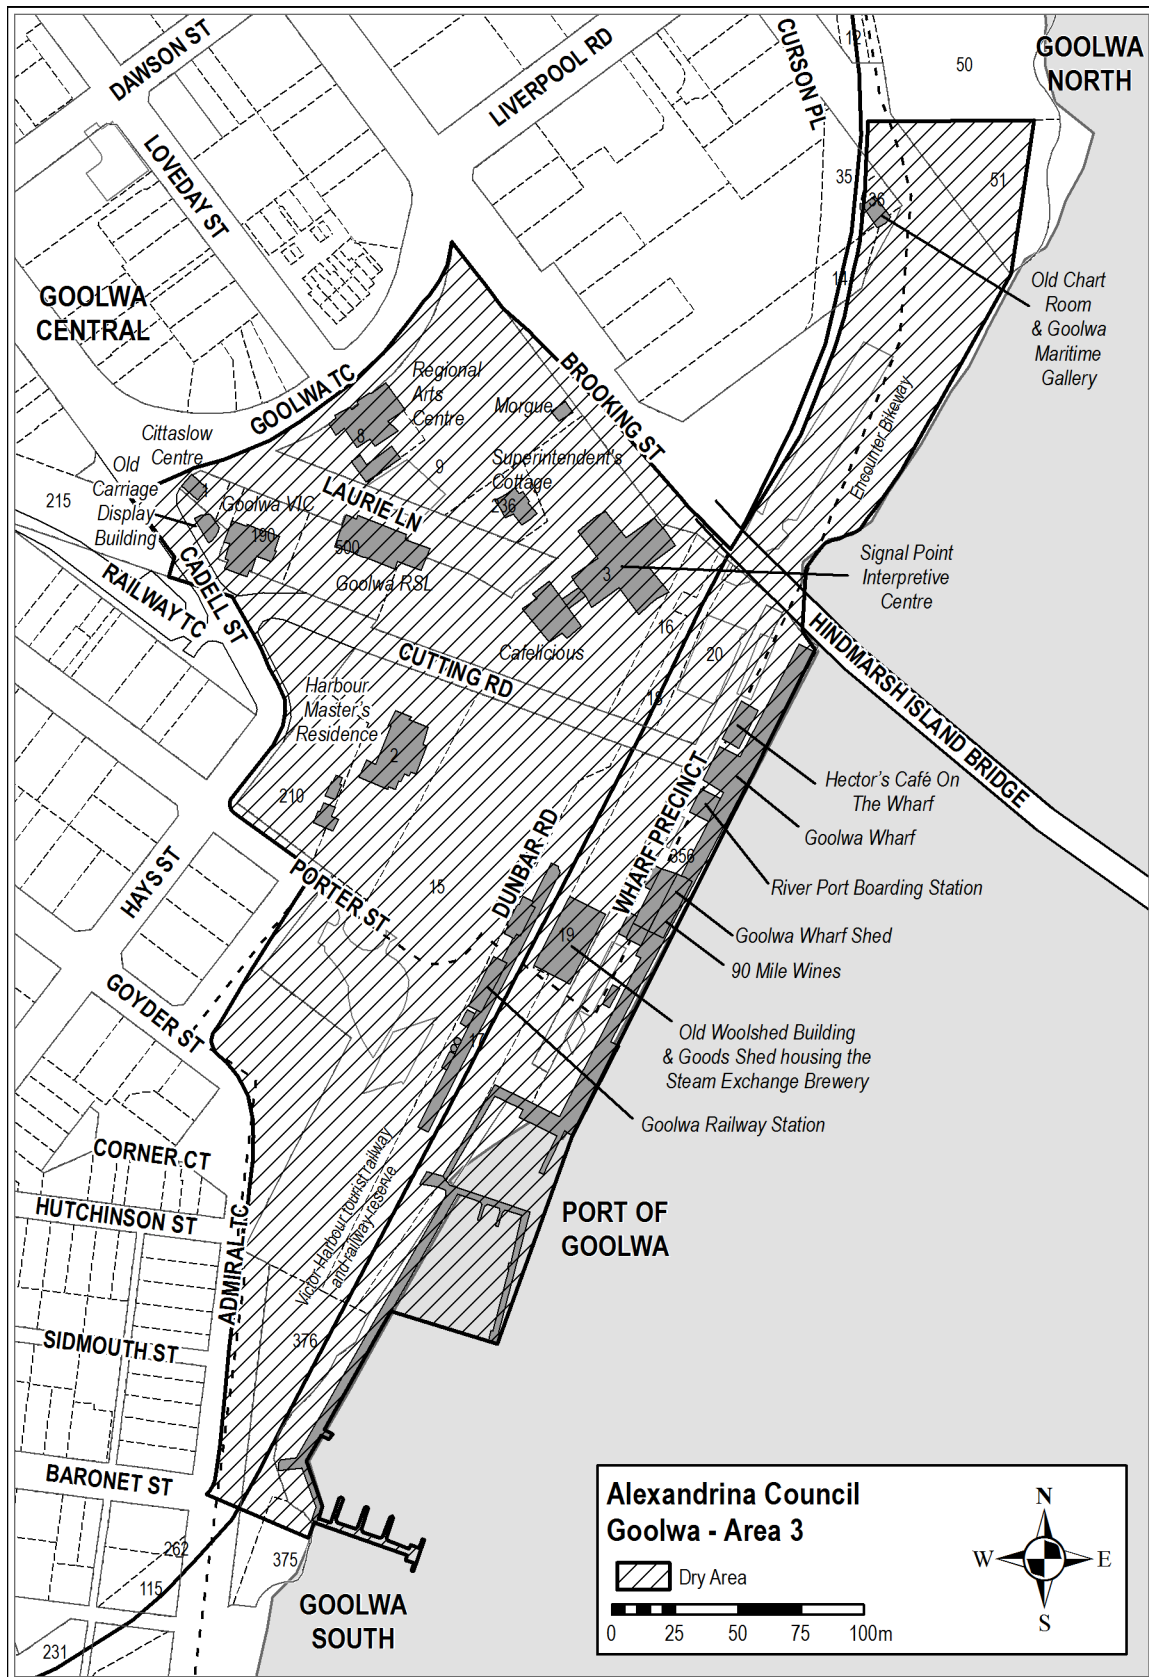 DAWSON ST
LIVERPOOL RD
CURSON PL
12
50
GOOLWA
NORTH
LOVEDAY ST
35
36
51
14
GOOLWA
CENTRAL
Old Chart
Room
& Goolwa
Maritime
Gallery
GOOLWA TC
Regional
Arts
Centre
8
9
Morgue
BROOKING ST
Encounter Bikeway
Cittaslow
Centre
1
Old
Carriage
Display
Building
215
Goolwa VIC
190
LAURIE LN
500
Goolwa RSL
Superintendent's
Cottage
236
3
Signal Point
Interpretive
Centre
CADELL ST
RAILWAY TC
Cafelicious
16
20
18
HINDMARSH ISLAND BRIDGE
CUTTING RD
Harbour
Master's
Residence
2
210
Hector's Café On
The Wharf
Goolwa Wharf
WHARF PRECINCT
356
River Port Boarding Station
HAYS ST
PORTER ST
15
DUNBAR RD
19
Goolwa Wharf Shed
90 Mile Wines
GOYDER ST
17
Old Woolshed Building
& Goods Shed housing the
Steam Exchange Brewery
Goolwa Railway Station
CORNER CT
HUTCHINSON ST
ADMIRAL TC
Victor Harbour tourist railway
and railway reserve
PORT OF
GOOLWA
SIDMOUTH ST
376
BARONET ST
262
115
375
231
GOOLWA
SOUTH
Alexandrina Council
Goolwa - Area 3
Dry Area
0 25 50 75 100m
N
W E
S